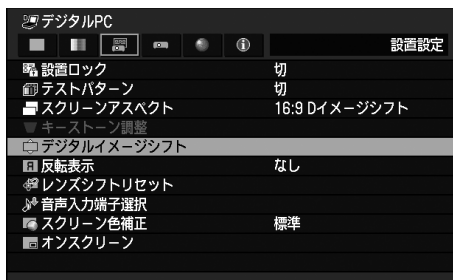 デジタルPC
設置設定
設置ロック 切
テストパターン 切
スクリーンアスペクト 16:9 Dイメージシフト
キーストーン調整
デジタルイメージシフト
反転表示 なし
レンズシフトリセット
音声入力端子選択
スクリーン色補正 標準
オンスクリーン